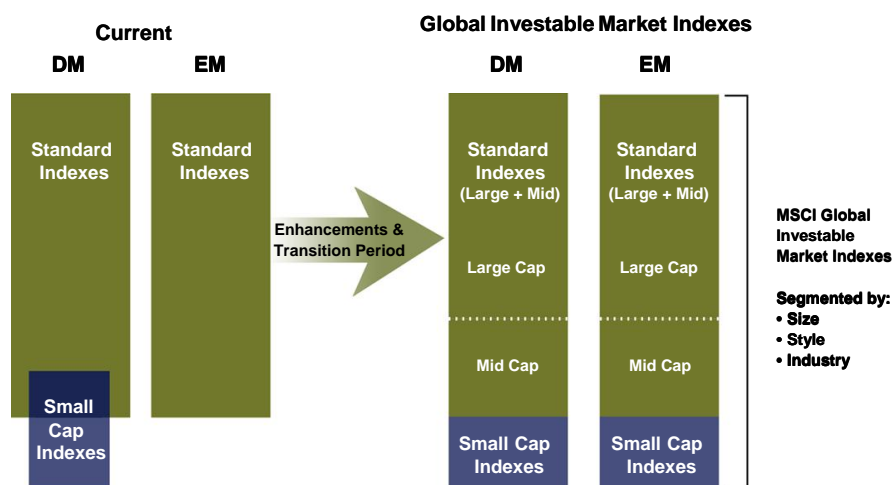 Current
DM
EM
Standard
Indexes
Standard
Indexes
Small
Cap
Indexes
Enhancements &
Transition Period
Global Investable Market Indexes
DM
EM
Standard
Indexes
(Large + Mid)
Large Cap
Mid Cap
Small Cap
Indexes
Standard
Indexes
(Large + Mid)
Large Cap
Mid Cap
Small Cap
Indexes
MSCI Global
Investable
Market Indexes
Segmented by:
• Size
• Style
• Industry